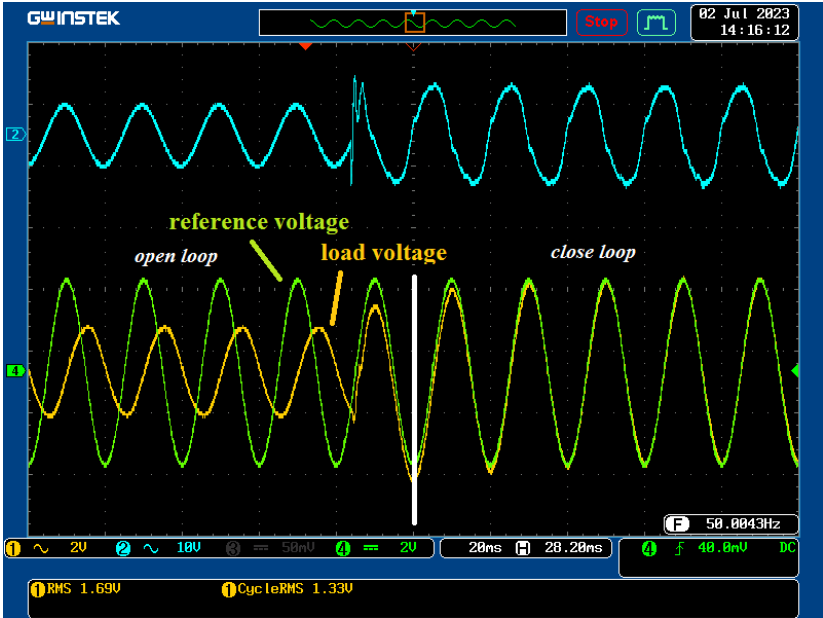 GWINSTEK
Stop
02 Jul 2023
14:16:12
2
reference voltage
open loop
load voltage
close loop
4
F 50.0043Hz
1 2V 2 10V 3 50mV 4 2V
20ms H 28.20ms
4 40.0mV DC
1 RMS 1.69V 1 CycleRMS 1.33V